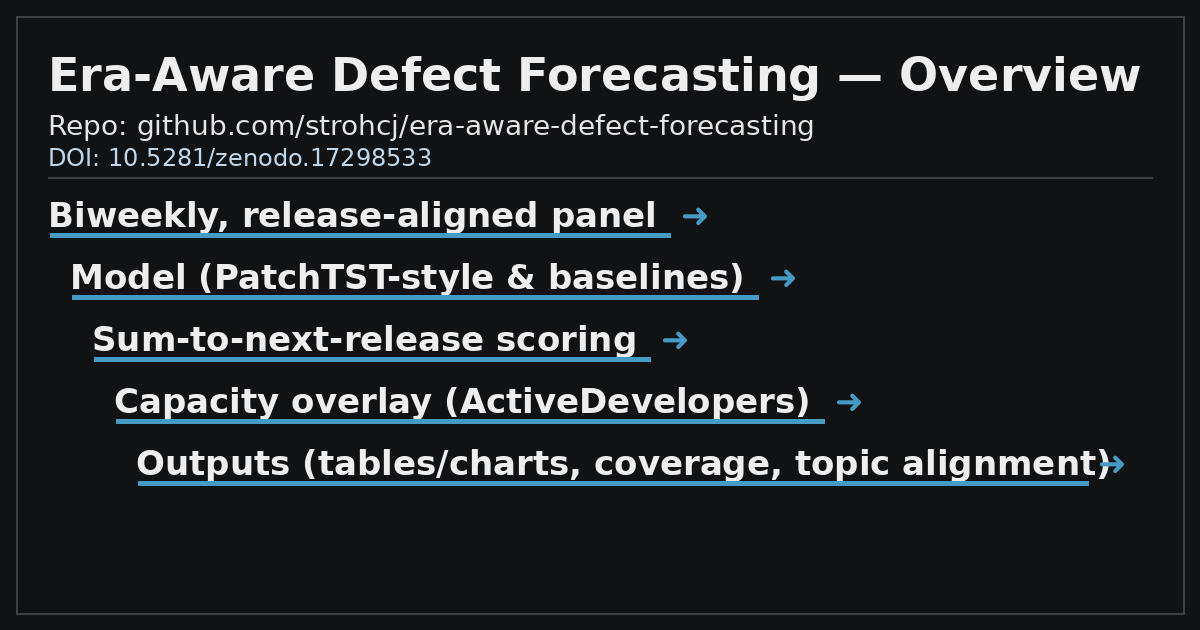 Era-Aware Defect Forecasting — Overview
Repo: github.com/strohcj/era-aware-defect-forecasting
DOI: 10.5281/zenodo.17298533
Biweekly, release-aligned panel ➜
Model (PatchTST-style & baselines) ➜
Sum-to-next-release scoring ➜
Capacity overlay (ActiveDevelopers) ➜
Outputs (tables/charts, coverage, topic alignment) ➜